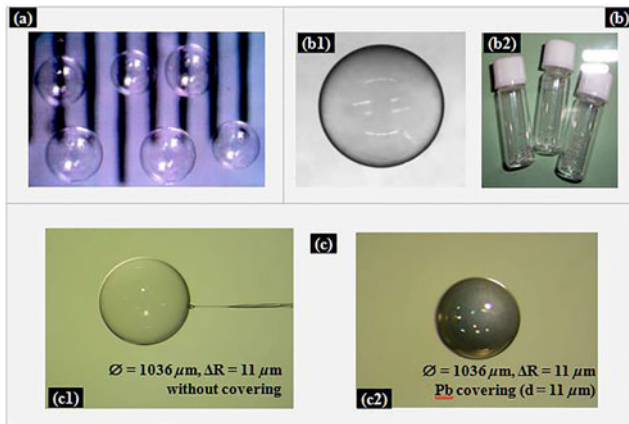 (a)
(b)
(b1)
(b2)
(c)
Ø = 1036 µm, ΔR = 11 µm
without covering
(c1)
Ø = 1036 µm, ΔR = 11 µm
Pb covering (d = 11 µm)
(c2)